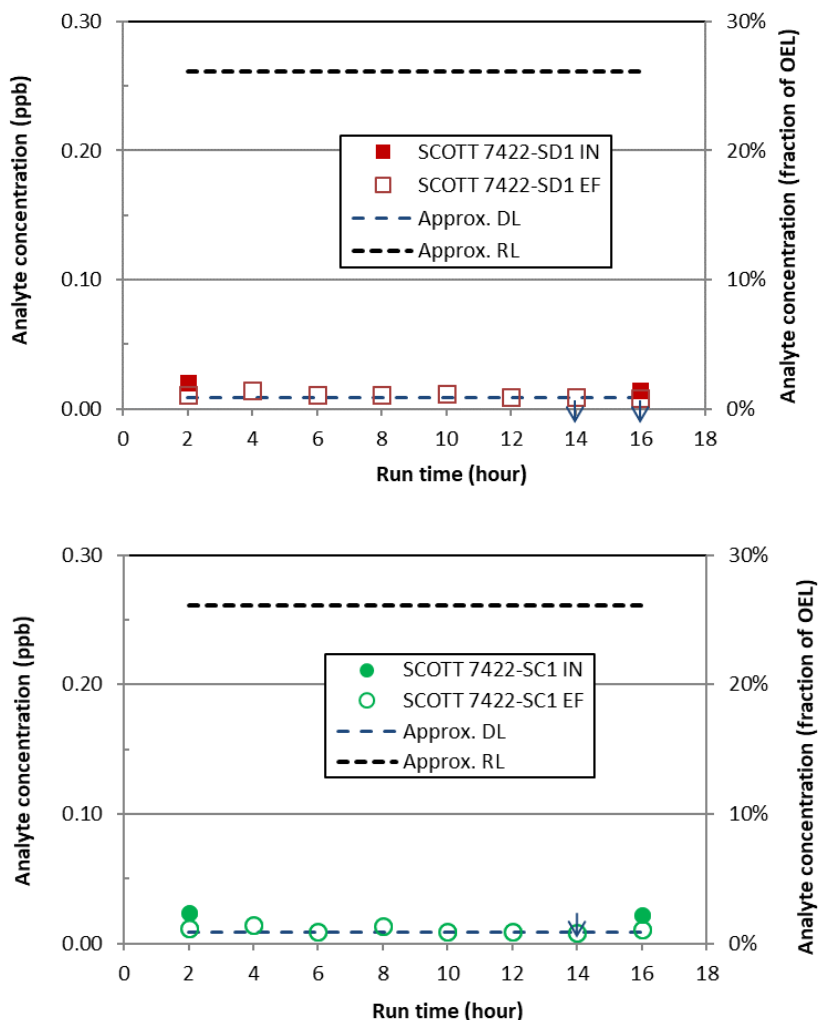 0.30
0.20
0.10
0.00
Analyte concentration (ppb)
30%
20%
10%
0%
Analyte concentration (fraction of OEL)
SCOTT 7422-SD1 IN
SCOTT 7422-SD1 EF
Approx. DL
Approx. RL
0 2 4 6 8 10 12 14 16 18
Run time (hour)
0.30
0.20
0.10
0.00
Analyte concentration (ppb)
30%
20%
10%
0%
Analyte concentration (fraction of OEL)
SCOTT 7422-SC1 IN
SCOTT 7422-SC1 EF
Approx. DL
Approx. RL
0 2 4 6 8 10 12 14 16 18
Run time (hour)